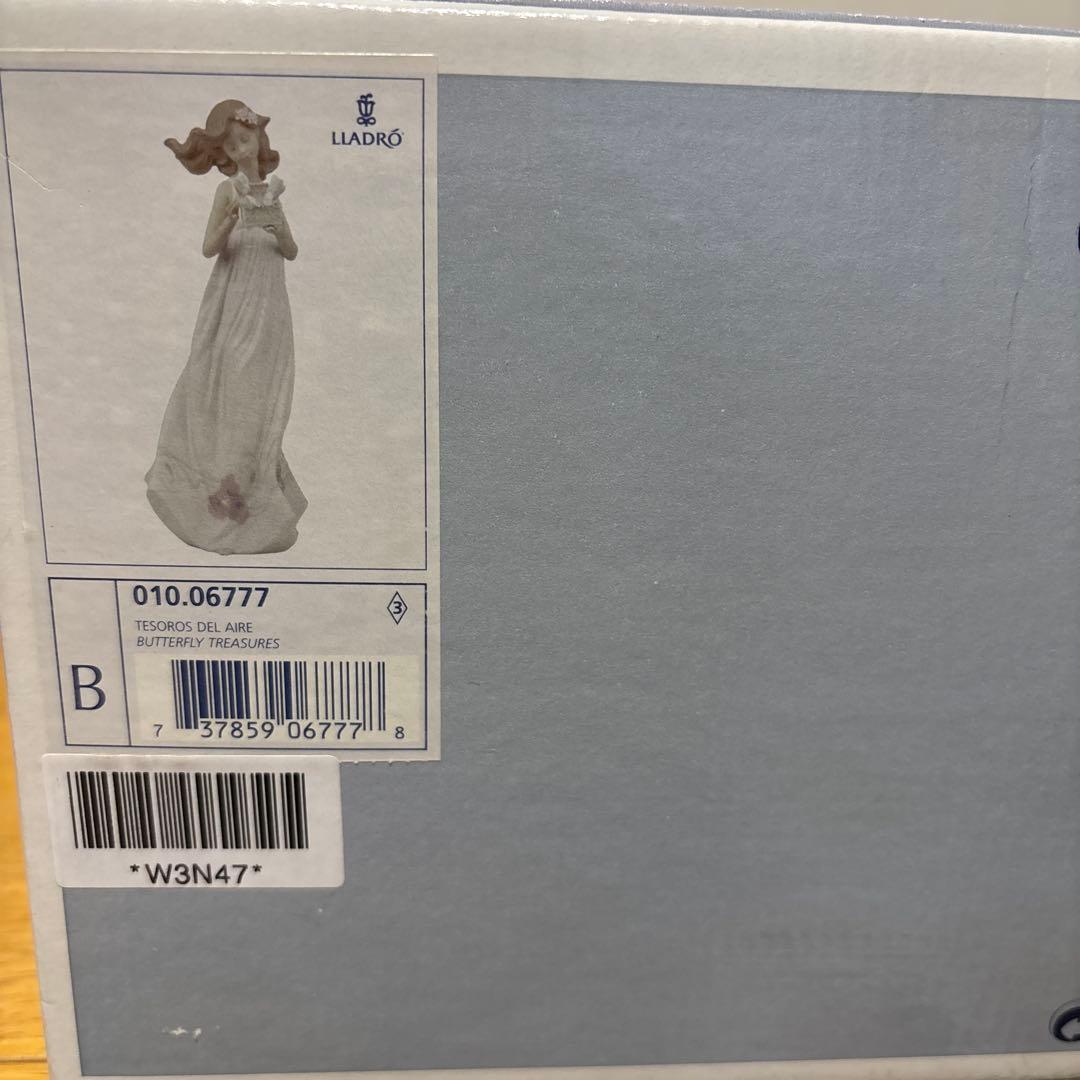 LLADRÓ
010.06777
3
TESOROS DEL AIRE
BUTTERFLY TREASURES
B
7 37859 06777 8
*W3N47*